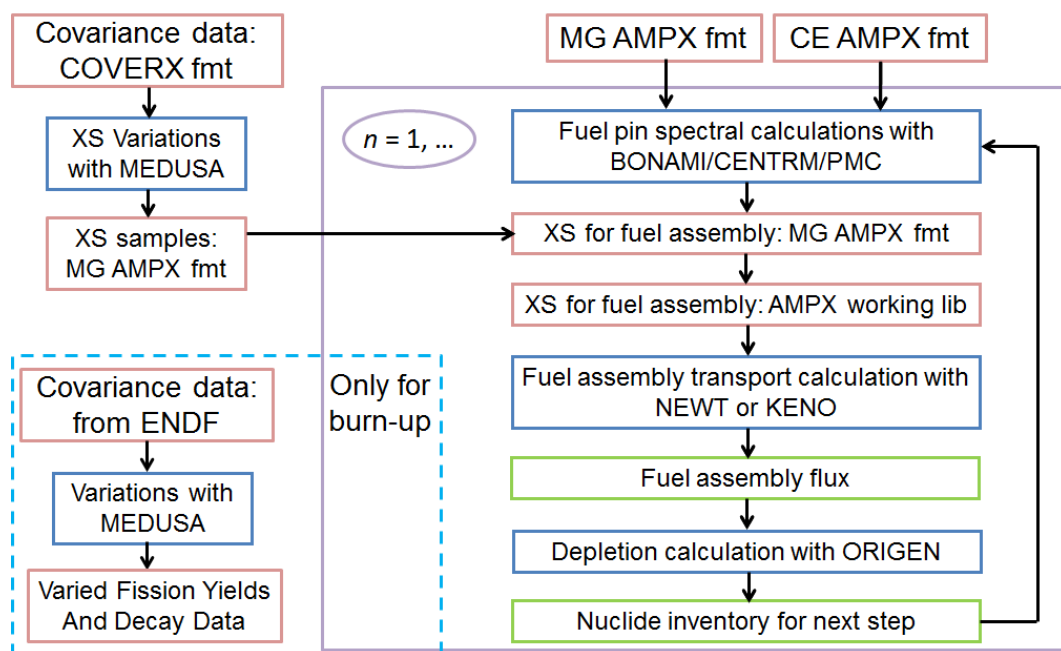 Covariance data:
COVERX fmt
XS Variations
with MEDUSA
XS samples:
MG AMPX fmt
Covariance data:
from ENDF
Variations with
MEDUSA
Varied Fission Yields
And Decay Data
Only for
burn-up
n = 1, ...
MG AMPX fmt
CE AMPX fmt
Fuel pin spectral calculations with
BONAMI/CENTRM/PMC
XS for fuel assembly: MG AMPX fmt
XS for fuel assembly: AMPX working lib
Fuel assembly transport calculation with
NEWT or KENO
Fuel assembly flux
Depletion calculation with ORIGEN
Nuclide inventory for next step